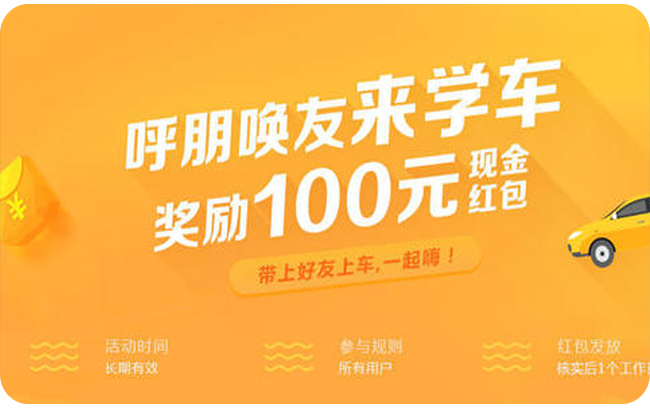 呼朋唤友来学车
奖励100元现金红包
带上好友上车,一起嗨!
活动时间
长期有效
参与规则
所有用户
红包发放
核实后1个工作